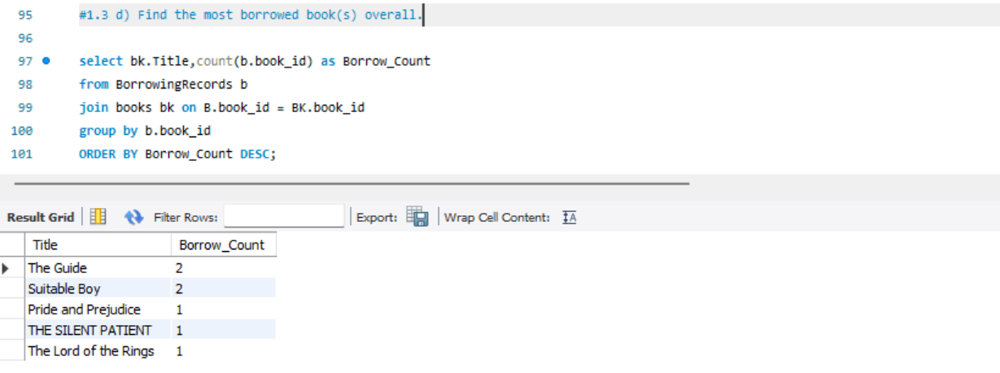 95 #1.3 d) Find the most borrowed book(s) overall.
96
97 select bk.Title,count(b.book_id) as Borrow_Count
98 from BorrowingRecords b
99 join books bk on B.book_id = BK.book_id
100 group by b.book_id
101 ORDER BY Borrow_Count DESC;
Result Grid Filter Rows: Export: Wrap Cell Content: IA
Title Borrow_Count
The Guide 2
Suitable Boy 2
Pride and Prejudice 1
THE SILENT PATIENT 1
The Lord of the Rings 1